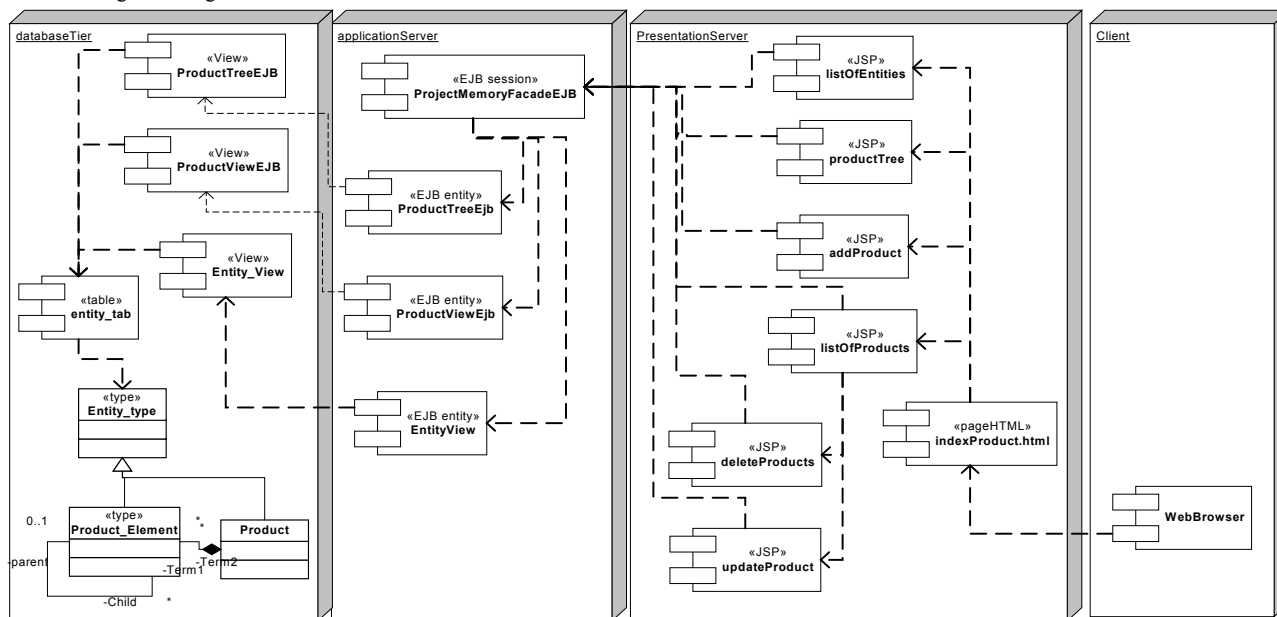 databaseTier
«View»
ProductTreeEJB
«View»
ProductViewEJB
«View»
Entity_View
«table»
entity_tab
«type»
Entity_type
«type»
Product_Element
Product
0..1
*
*
-parent
-Term1
-Term2
-Child
*
applicationServer
«EJB session»
ProjectMemoryFacadeEJB
«EJB entity»
ProductTreeEjb
«EJB entity»
ProductViewEjb
«EJB entity»
EntityView
PresentationServer
«JSP»
listOfEntities
«JSP»
productTree
«JSP»
addProduct
«JSP»
listOfProducts
«pageHTML»
indexProduct.html
«JSP»
deleteProducts
«JSP»
updateProduct
Client
WebBrowser